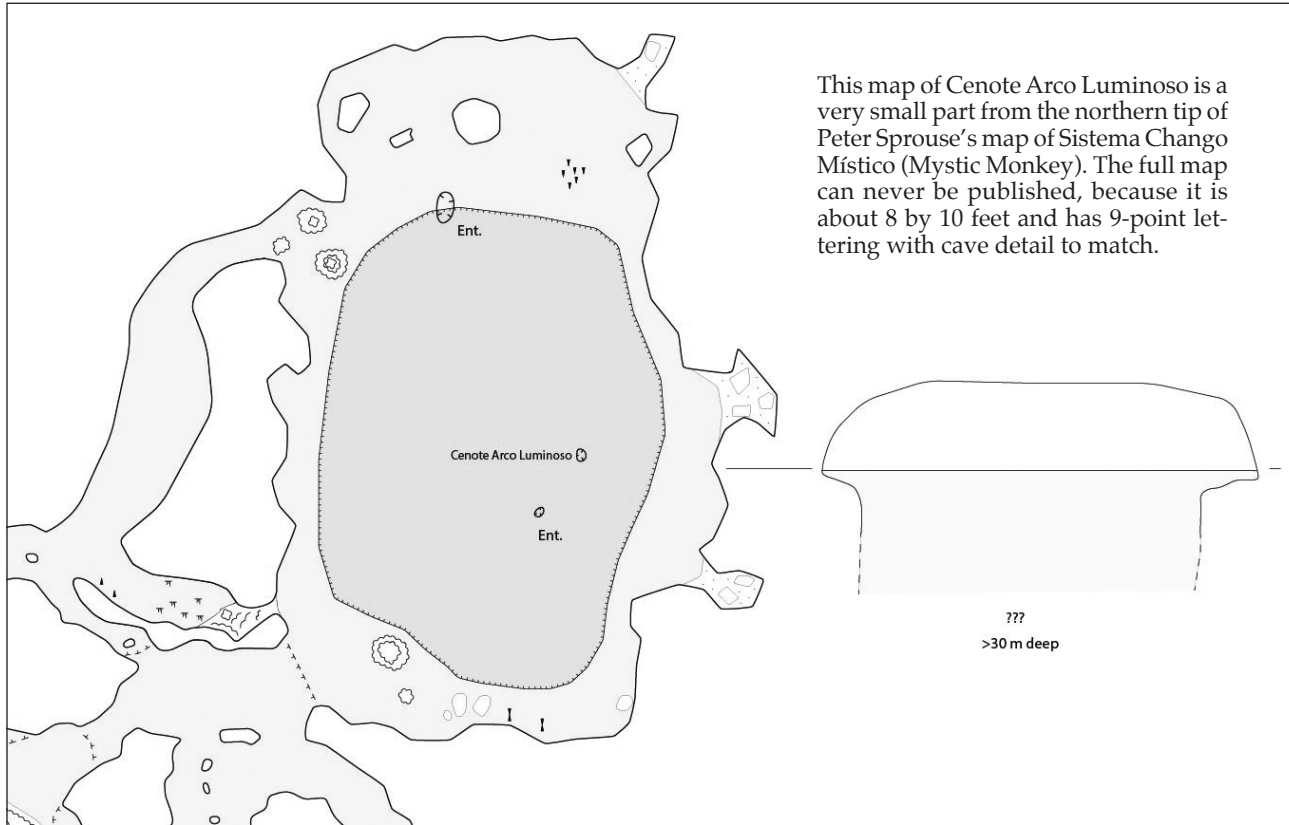 This map of Cenote Arco Luminoso is a
very small part from the northern tip of
Peter Sprouse’s map of Sistema Chango
Místico (Mystic Monkey). The full map
can never be published, because it is
about 8 by 10 feet and has 9-point let-
tering with cave detail to match.
Ent.
Cenote Arco Luminoso
Ent.
???
>30 m deep